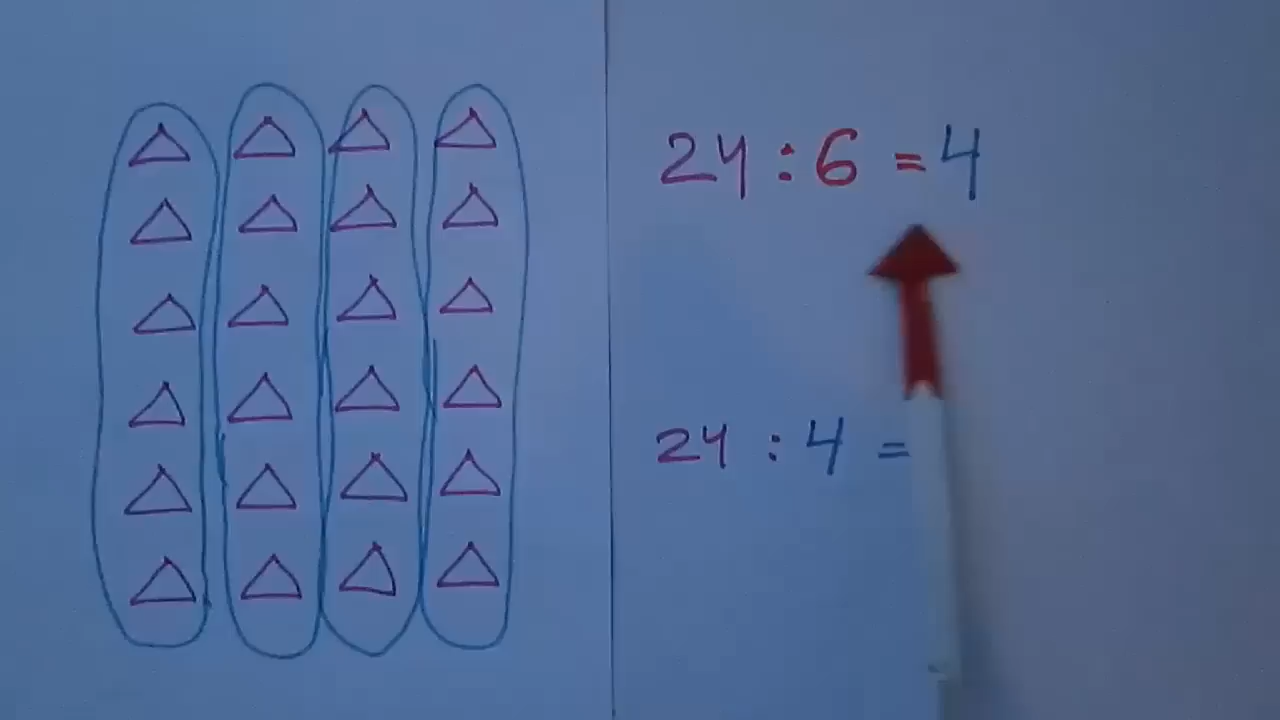 24 : 6 = 4
24 : 4 =